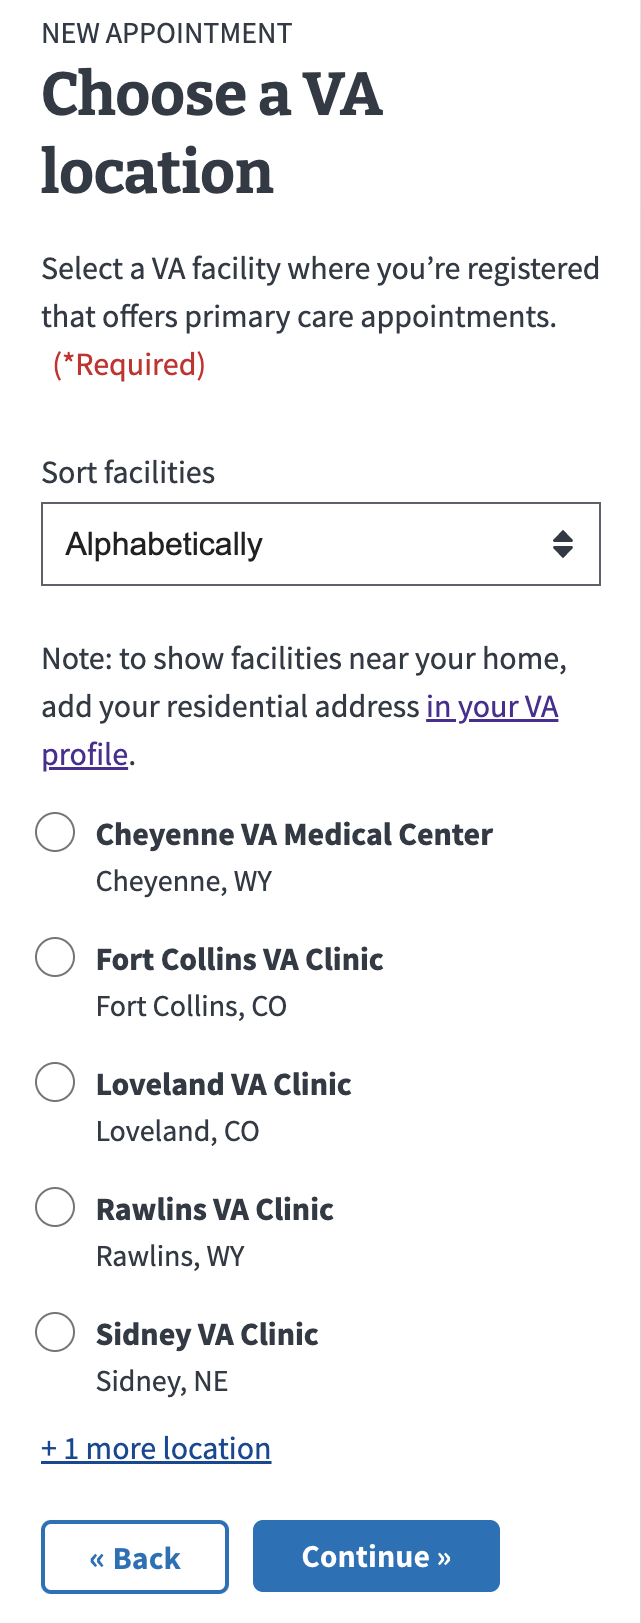 NEW APPOINTMENT
Choose a VA
location
Select a VA facility where you’re registered
that offers primary care appointments.
(*Required)
Sort facilities
Alphabetically
Note: to show facilities near your home,
add your residential address in your VA
profile.
Cheyenne VA Medical Center
Cheyenne, WY
Fort Collins VA Clinic
Fort Collins, CO
Loveland VA Clinic
Loveland, CO
Rawlins VA Clinic
Rawlins, WY
Sidney VA Clinic
Sidney, NE
+ 1 more location
« Back
Continue »